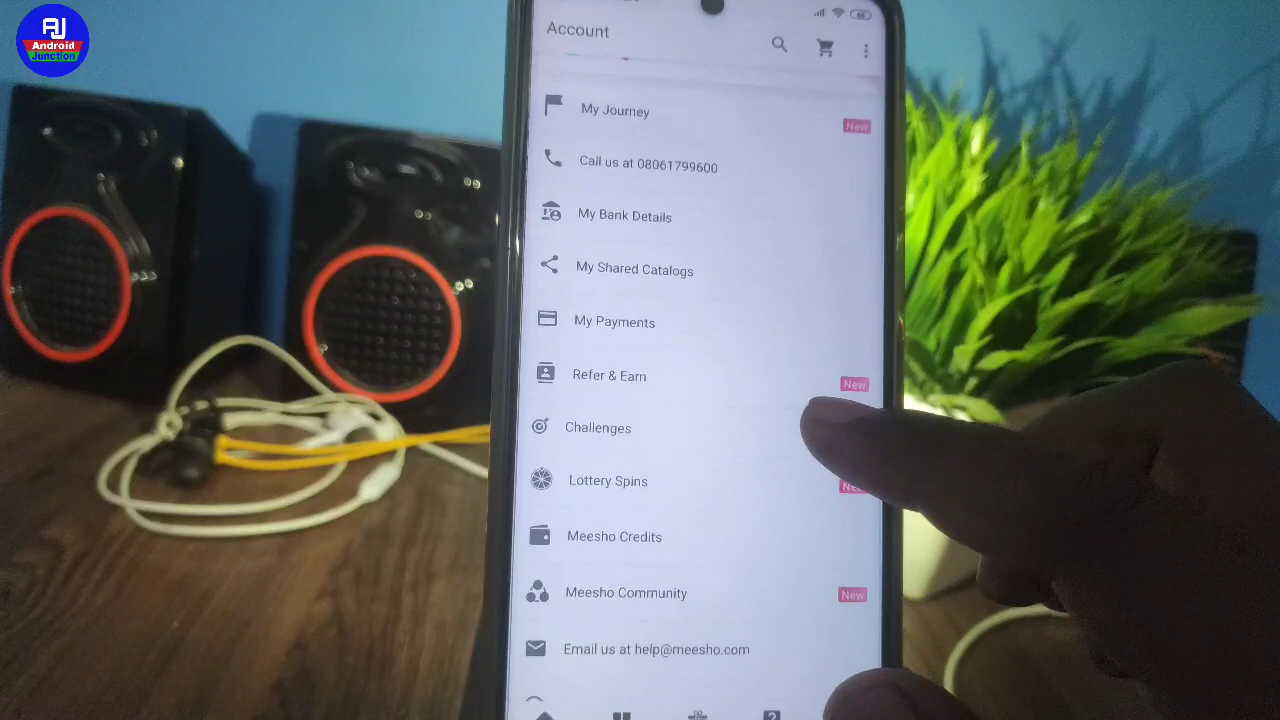 AJ
Android
Junction
Account
My Journey
New
Call us at 08061799600
My Bank Details
My Shared Catalogs
My Payments
Refer & Earn
New
Challenges
Lottery Spins
Meesho Credits
Meesho Community
New
Email us at help@meesho.com